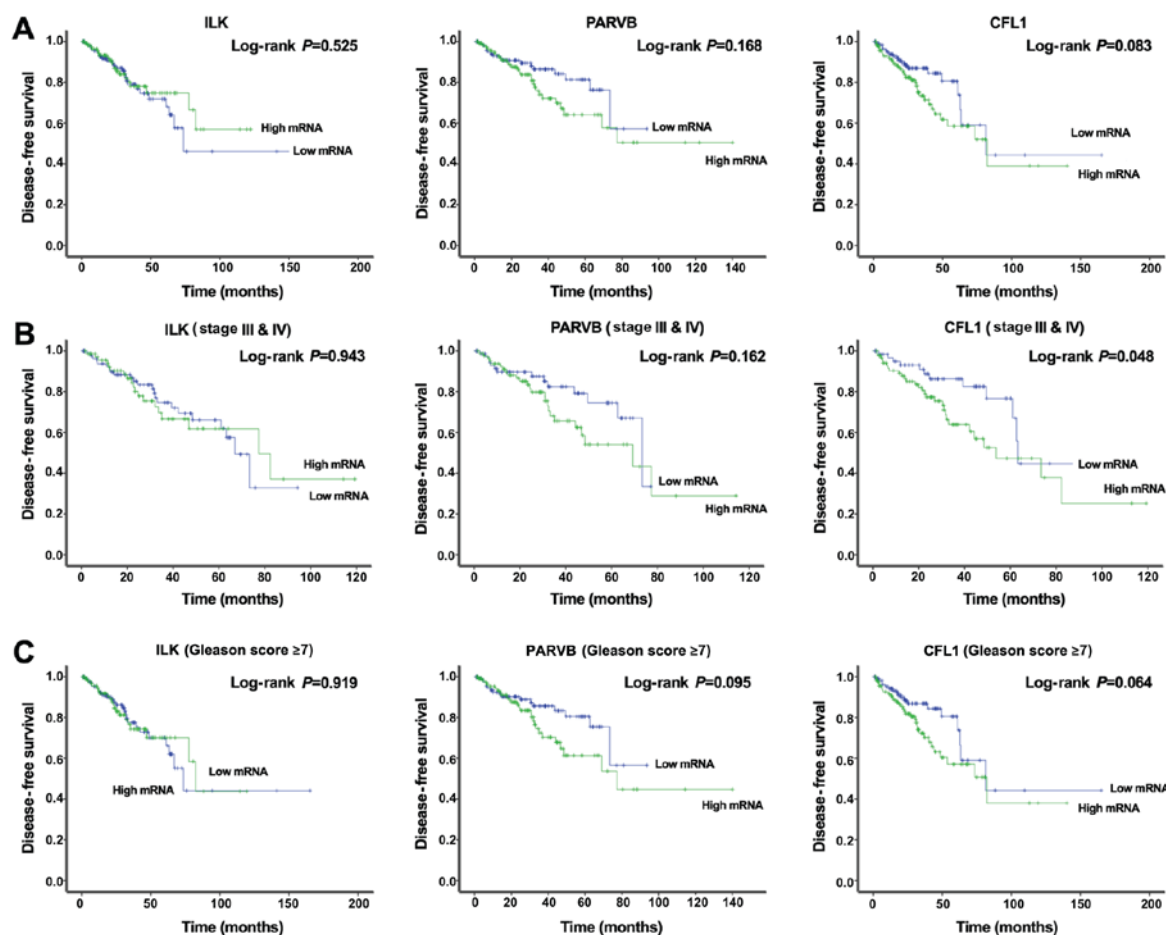 A
ILK
Log-rank P=0.525
Disease-free survival
1.0
0.8
0.6
0.4
0.2
0.0
High mRNA
Low mRNA
0 50 100 150 200
Time (months)
PARVB
Log-rank P=0.168
Disease-free survival
1.0
0.8
0.6
0.4
0.2
0.0
Low mRNA
High mRNA
0 20 40 60 80 100 120 140
Time (months)
CFL1
Log-rank P=0.083
Disease-free survival
1.0
0.8
0.6
0.4
0.2
0.0
Low mRNA
High mRNA
0 50 100 150 200
Time (months)
B
ILK (stage III & IV)
Log-rank P=0.943
Disease-free survival
1.0
0.8
0.6
0.4
0.2
0.0
High mRNA
Low mRNA
0 20 40 60 80 100 120
Time (months)
PARVB (stage III & IV)
Log-rank P=0.162
Disease-free survival
1.0
0.8
0.6
0.4
0.2
0.0
Low mRNA
High mRNA
0 20 40 60 80 100 120
Time (months)
CFL1 (stage III & IV)
Log-rank P=0.048
Disease-free survival
1.0
0.8
0.6
0.4
0.2
0.0
Low mRNA
High mRNA
0 20 40 60 80 100 120
Time (months)
C
ILK (Gleason score ≥7)
Log-rank P=0.919
Disease-free survival
1.0
0.8
0.6
0.4
0.2
0.0
Low mRNA
High mRNA
0 50 100 150 200
Time (months)
PARVB (Gleason score ≥7)
Log-rank P=0.095
Disease-free survival
1.0
0.8
0.6
0.4
0.2
0.0
Low mRNA
High mRNA
0 20 40 60 80 100 120 140
Time (months)
CFL1 (Gleason score ≥7)
Log-rank P=0.064
Disease-free survival
1.0
0.8
0.6
0.4
0.2
0.0
Low mRNA
High mRNA
0 50 100 150 200
Time (months)